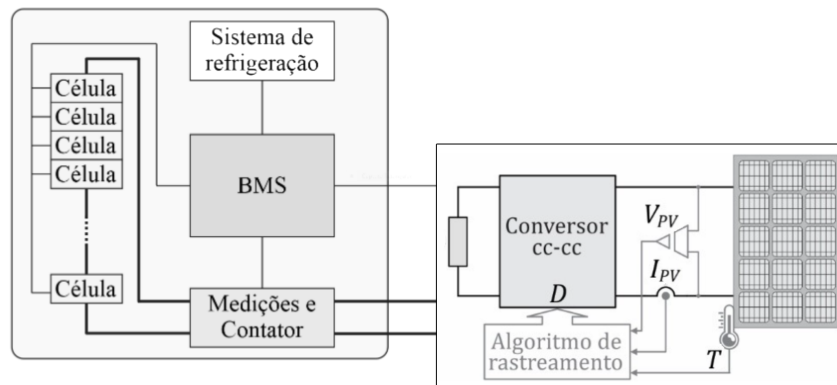 Sistema de
refrigeração
Célula
Célula
Célula
Célula
BMS
Célula
Medições e
Contator
Conversor
cc-cc
D
V_PV
I_PV
Algoritmo de
rastreamento
T